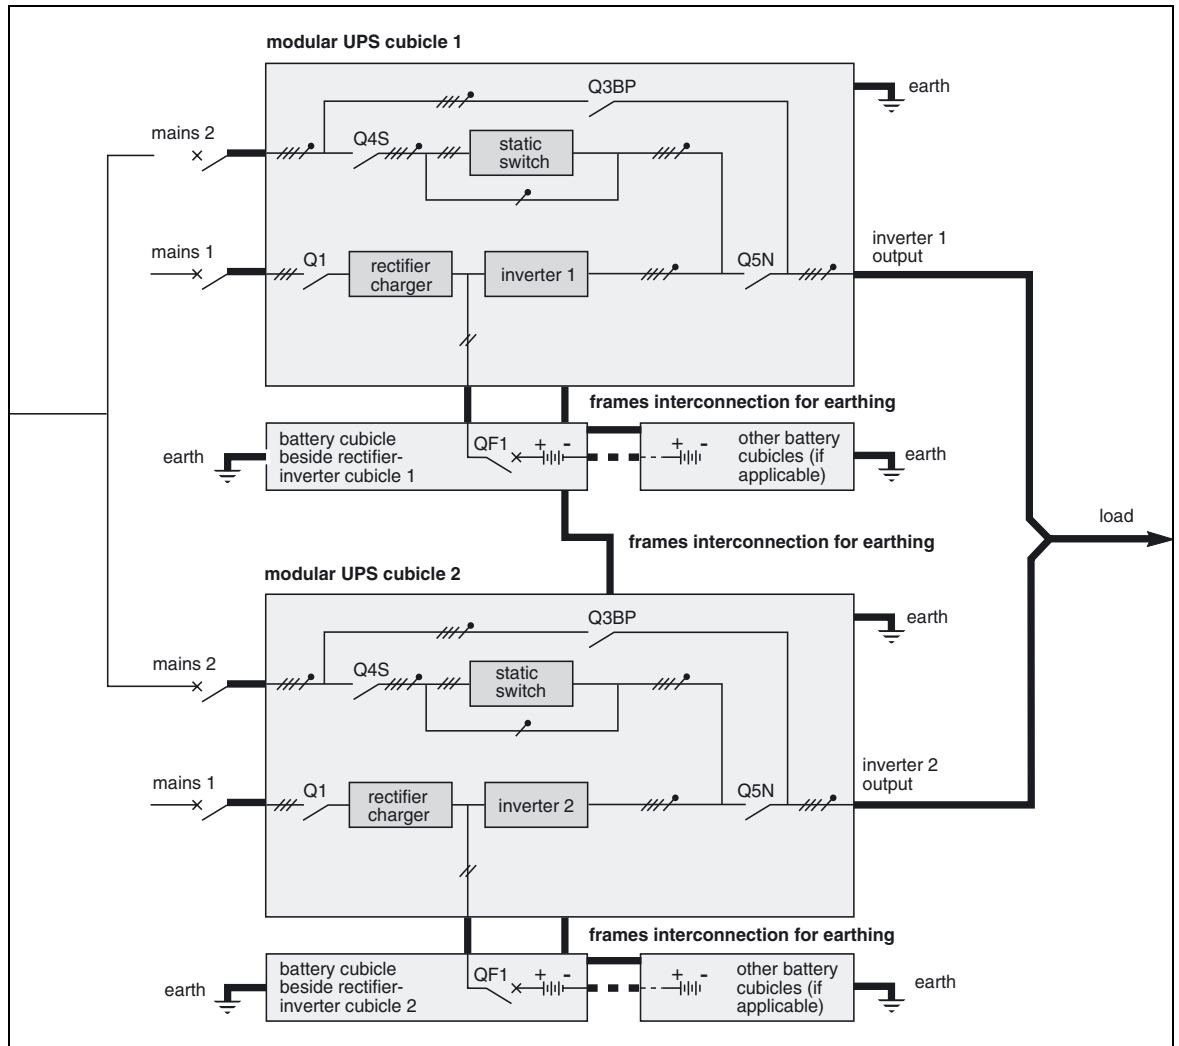 modular UPS cubicle 1
Q3BP
earth
mains 2
Q4S
static
switch
mains 1
Q1
rectifier
charger
inverter 1
Q5N
inverter 1
output
frames interconnection for earthing
battery cubicle
beside rectifier-
inverter cubicle 1
QF1
+ -
+ -
other battery
cubicles (if
applicable)
earth
earth
load
frames interconnection for earthing
modular UPS cubicle 2
Q3BP
earth
mains 2
Q4S
static
switch
mains 1
Q1
rectifier
charger
inverter 2
Q5N
inverter 2
output
frames interconnection for earthing
battery cubicle
beside rectifier-
inverter cubicle 2
QF1
+ -
+ -
other battery
cubicles (if
applicable)
earth
earth